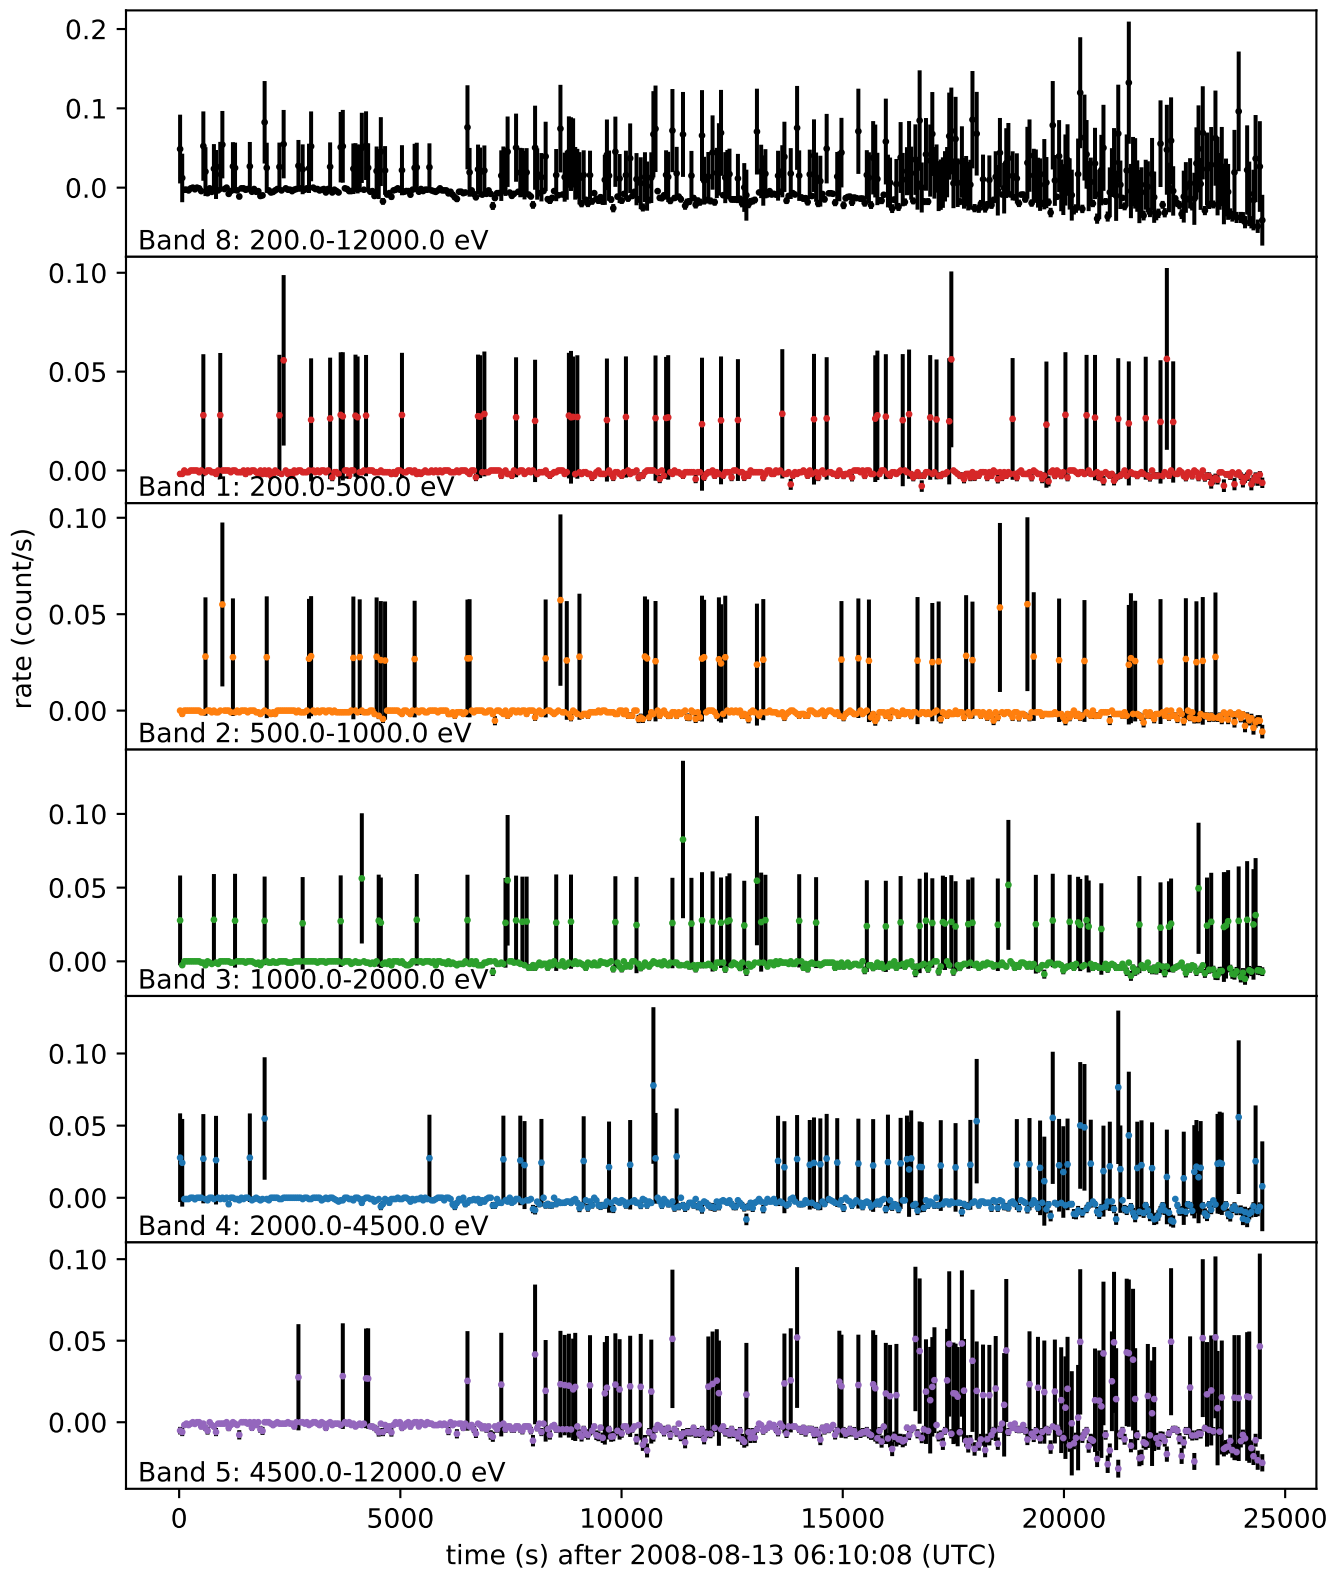 0.2
0.1
0.0
Band 8: 200.0-12000.0 eV
0.10
0.05
0.00
Band 1: 200.0-500.0 eV
0.10
0.05
0.00
Band 2: 500.0-1000.0 eV
rate (count/s)
0.10
0.05
0.00
Band 3: 1000.0-2000.0 eV
0.10
0.05
0.00
Band 4: 2000.0-4500.0 eV
0.10
0.05
0.00
Band 5: 4500.0-12000.0 eV
0 5000 10000 15000 20000 25000
time (s) after 2008-08-13 06:10:08 (UTC)